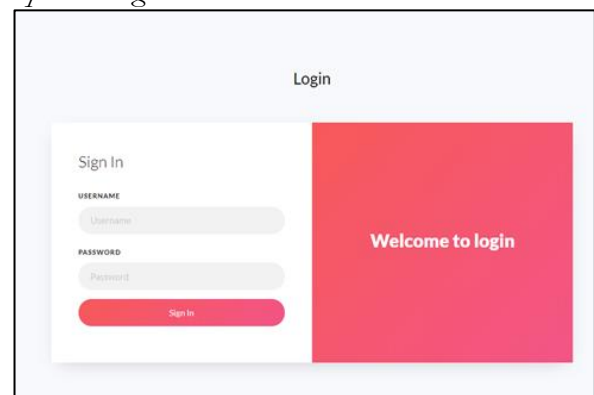 Login
Sign In
USERNAME
Username
PASSWORD
Password
Sign In
Welcome to login